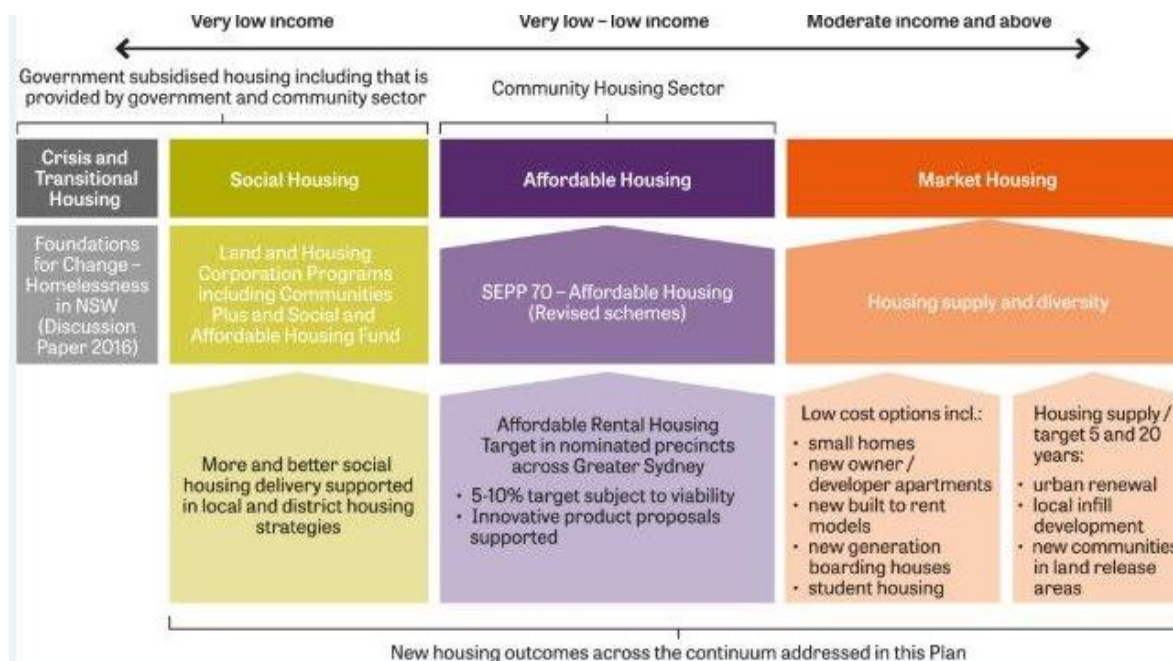 Very low income
Very low – low income
Moderate income and above
Government subsidised housing including that is
provided by government and community sector
Community Housing Sector
Crisis and
Transitional
Housing
Social Housing
Affordable Housing
Market Housing
Foundations
for Change –
Homelessness
in NSW
(Discussion
Paper 2016)
Land and Housing
Corporation Programs
including Communities
Plus and Social and
Affordable Housing Fund
SEPP 70 – Affordable Housing
(Revised schemes)
Housing supply and diversity
More and better social
housing delivery supported
in local and district housing
strategies
Affordable Rental Housing
Target in nominated precincts
across Greater Sydney
• 5-10% target subject to viability
• Innovative product proposals
supported
Low cost options incl.:
• small homes
• new owner /
developer apartments
• new built to rent
models
• new generation
boarding houses
• student housing
Housing supply /
target 5 and 20
years:
• urban renewal
• local infill
development
• new communities
in land release
areas
New housing outcomes across the continuum addressed in this Plan